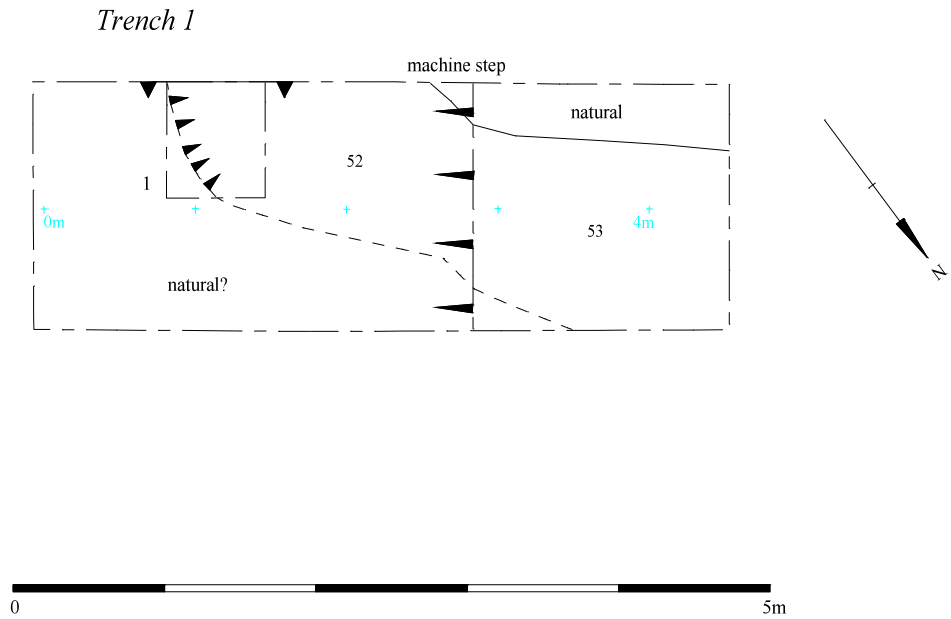 Trench 1
machine step
natural
52
1
0m
4m
53
natural?
N
0
5m